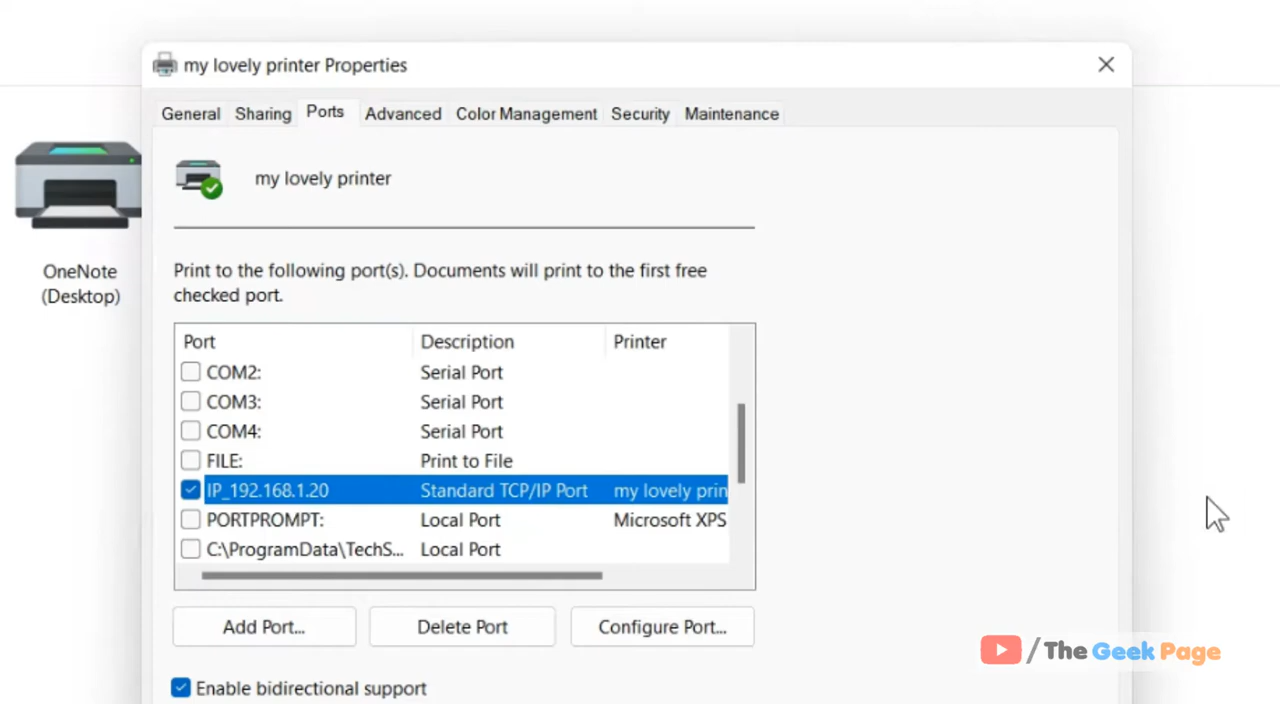 my lovely printer Properties
General Sharing Ports Advanced Color Management Security Maintenance
my lovely printer
OneNote
(Desktop)
Print to the following port(s). Documents will print to the first free
checked port.
Port Description Printer
COM2: Serial Port
COM3: Serial Port
COM4: Serial Port
FILE: Print to File
IP_192.168.1.20 Standard TCP/IP Port my lovely prin
PORTPROMPT: Local Port Microsoft XPS
C:\ProgramData\TechS... Local Port
Add Port... Delete Port Configure Port...
/The Geek Page
Enable bidirectional support